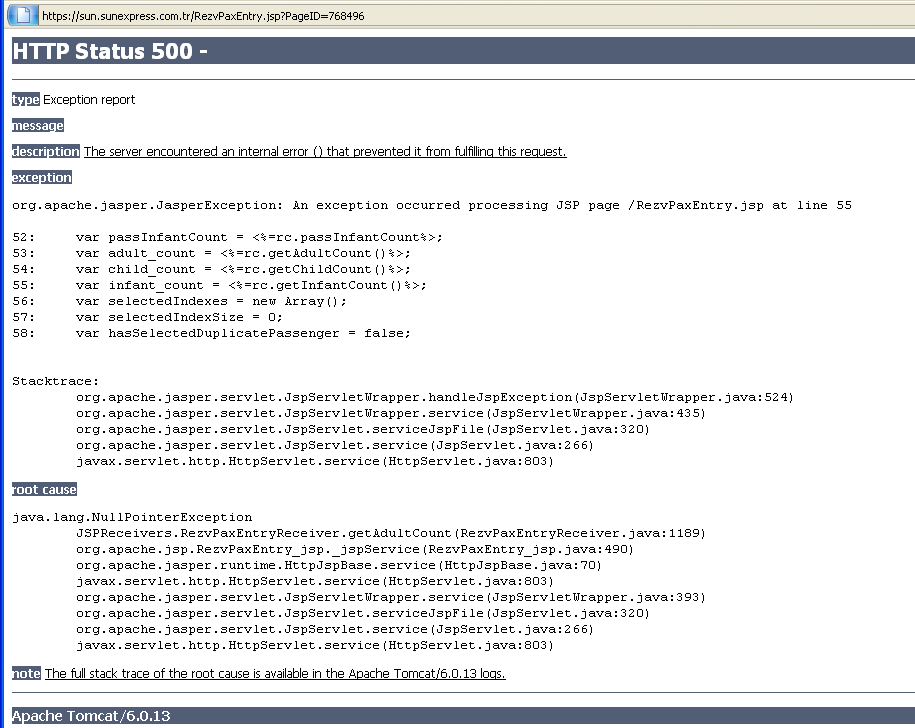 https://sun.sunexpress.com.tr/RezvPaxEntry.jsp?PageID=768496
HTTP Status 500 -
type Exception report
message
description The server encountered an internal error () that prevented it from fulfilling this request.
exception
org.apache.jasper.JasperException: An exception occurred processing JSP page /RezvPaxEntry.jsp at line 55
52: var passInfantCount = <%=rc.passInfantCount%>;
53: var adult_count = <%=rc.getAdultCount()%>;
54: var child_count = <%=rc.getChildCount()%>;
55: var infant_count = <%=rc.getInfantCount()%>;
56: var selectedIndexes = new Array();
57: var selectedIndexSize = 0;
58: var hasSelectedDuplicatePassenger = false;
Stacktrace:
org.apache.jasper.servlet.JspServletWrapper.handleJspException(JspServletWrapper.java:524)
org.apache.jasper.servlet.JspServletWrapper.service(JspServletWrapper.java:435)
org.apache.jasper.servlet.JspServlet.serviceJspFile(JspServlet.java:320)
org.apache.jasper.servlet.JspServlet.service(JspServlet.java:266)
javax.servlet.http.HttpServlet.service(HttpServlet.java:803)
root cause
java.lang.NullPointerException
JSPReceivers.RezvPaxEntryReceiver.getAdultCount(RezvPaxEntryReceiver.java:1189)
org.apache.jsp.RezvPaxEntry_jsp._jspService(RezvPaxEntry_jsp.java:490)
org.apache.jasper.runtime.HttpJspBase.service(HttpJspBase.java:70)
javax.servlet.http.HttpServlet.service(HttpServlet.java:803)
org.apache.jasper.servlet.JspServletWrapper.service(JspServletWrapper.java:393)
org.apache.jasper.servlet.JspServlet.serviceJspFile(JspServlet.java:320)
org.apache.jasper.servlet.JspServlet.service(JspServlet.java:266)
javax.servlet.http.HttpServlet.service(HttpServlet.java:803)
note The full stack trace of the root cause is available in the Apache Tomcat/6.0.13 logs.
Apache Tomcat/6.0.13